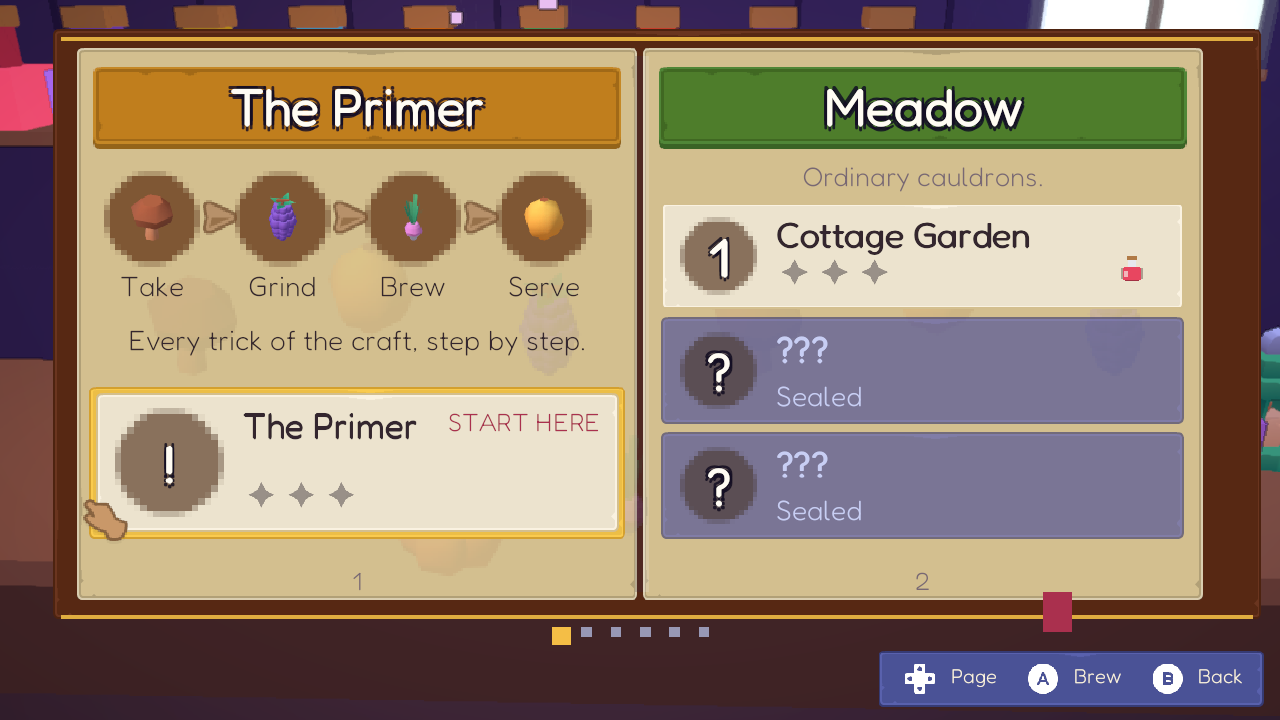 The Primer
Take Grind Brew Serve
Every trick of the craft, step by step.
! The Primer START HERE
1
Meadow
Ordinary cauldrons.
1 Cottage Garden
? ???
Sealed
? ???
Sealed
2
Page A Brew B Back